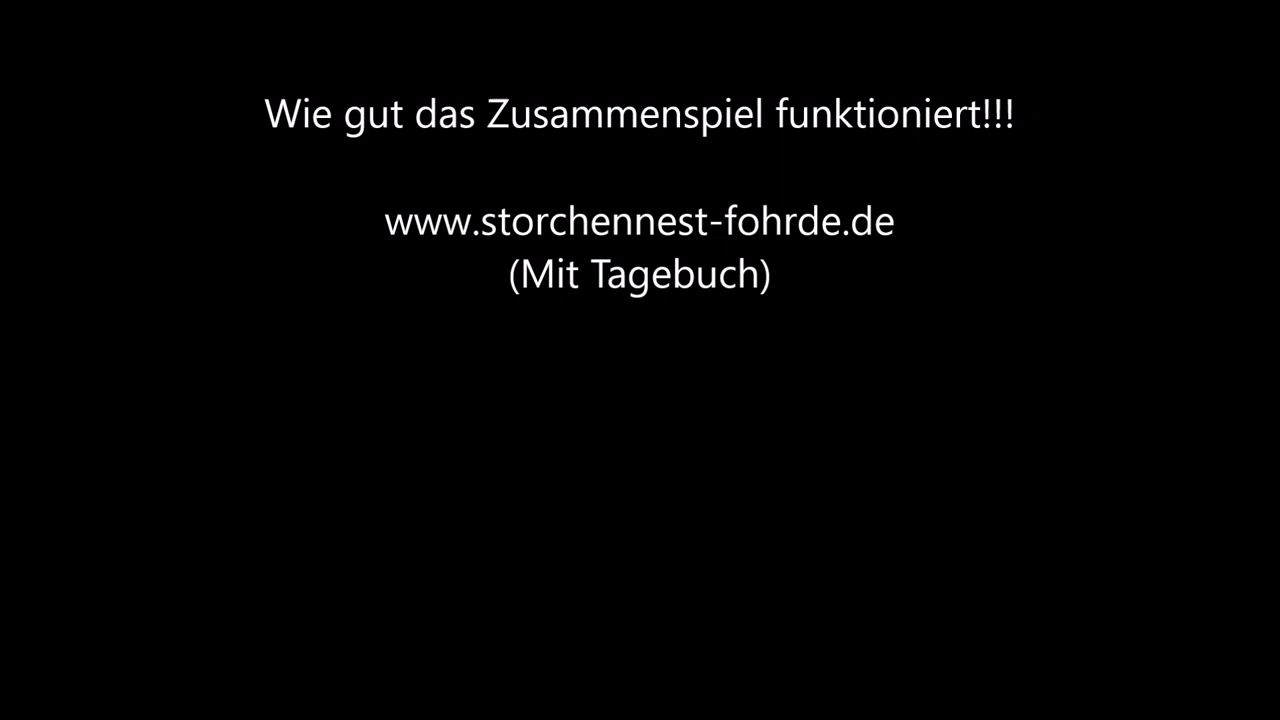 Wie gut das Zusammenspiel funktioniert!!!
www.storchennest-fohrde.de
(Mit Tagebuch)